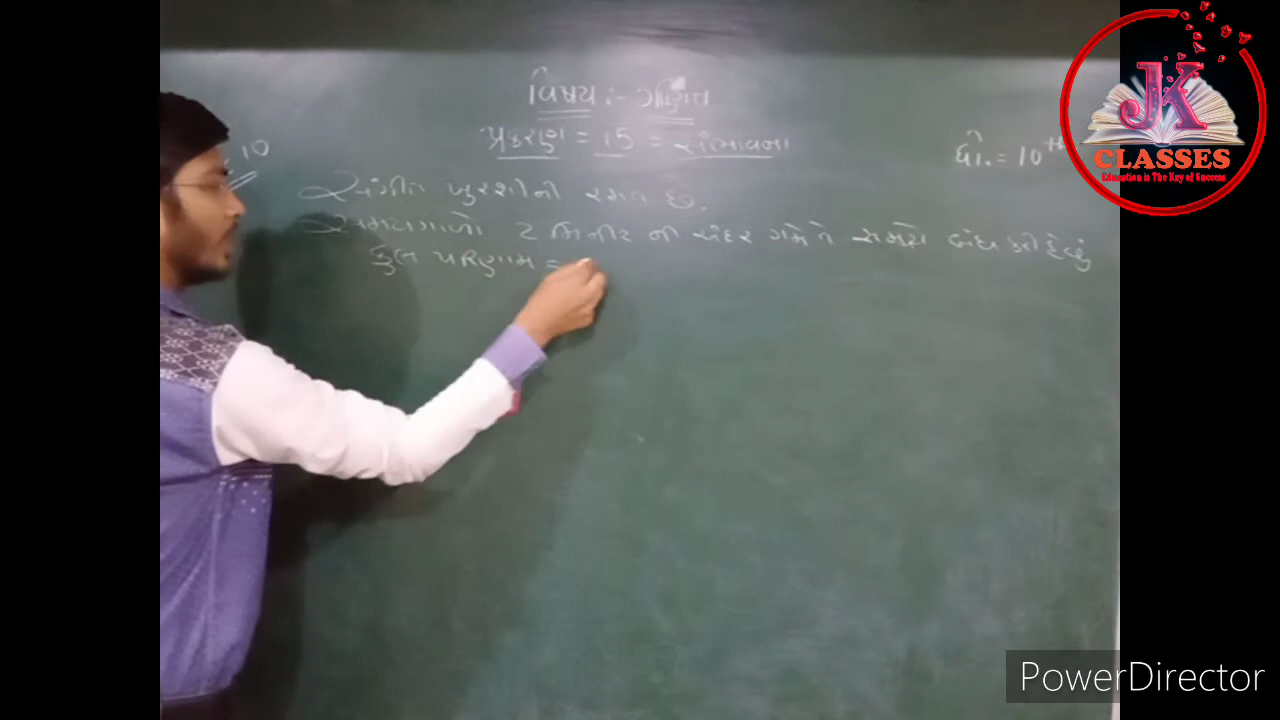 વિષય :- ગણિત
પ્રકરણ = 15 = સંભાવના
ધો. = 10th
10
સંગીત ખુરશીની રમત છે.
સમયગાળો 2 મિનીટ ની અંદર ગમે તે સમયે બંધ કરી દેવું
કુલ પરિણામ =
JK
CLASSES
Education is The Key of Success
PowerDirector